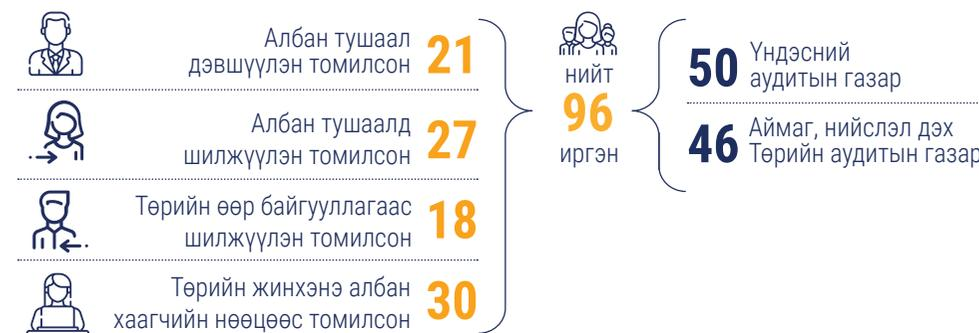 Албан тушаал
дэвшүүлэн томилсон
21
Албан тушаалд
шилжүүлэн томилсон
27
Төрийн өөр байгууллагаас
шилжүүлэн томилсон
18
Төрийн жинхэнэ албан
хаагчийн нөөцөөс томилсон
30
нийт
96
иргэн
50
Үндэсний
аудитын газар
46
Аймаг, нийслэл дэх
Төрийн аудитын газар